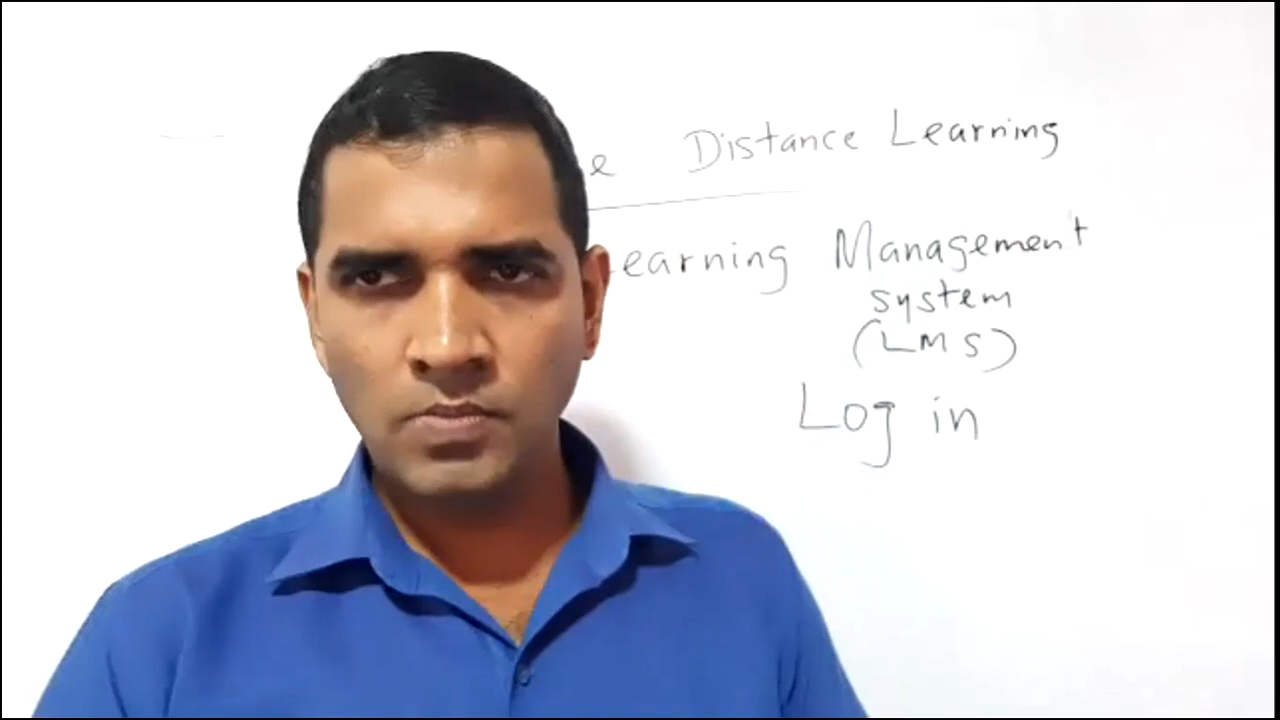 e Distance Learning
earning Management
system
(LMS)
Log in